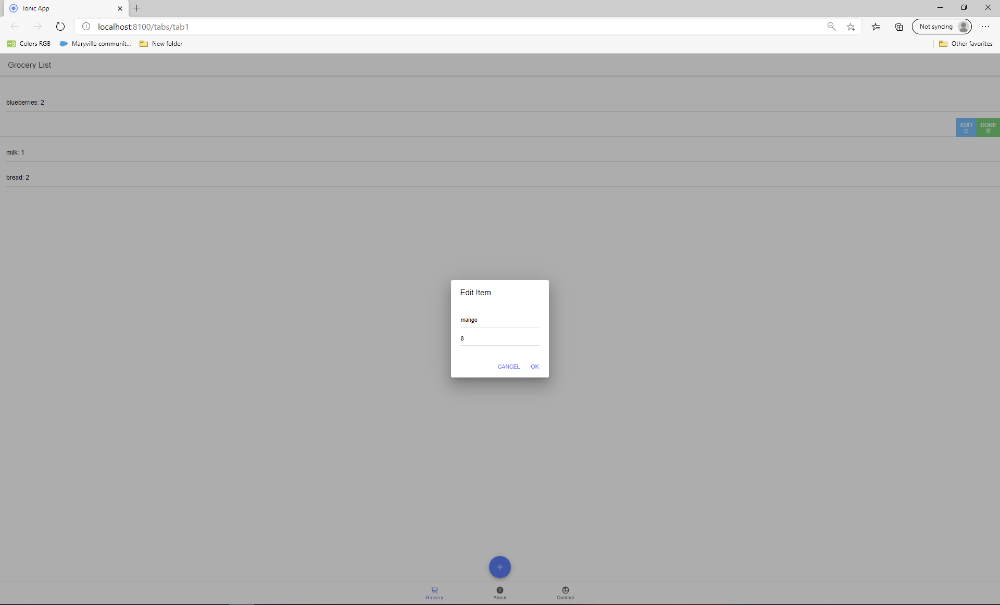 Ionic App
localhost:8100/tabs/tab1
Not syncing
Colors RGB
Maryville communit...
New folder
Other favorites
Grocery List
blueberries: 2
EDIT DONE
milk: 1
bread: 2
Edit Item
mango
8
CANCEL OK
Grocery About Contact